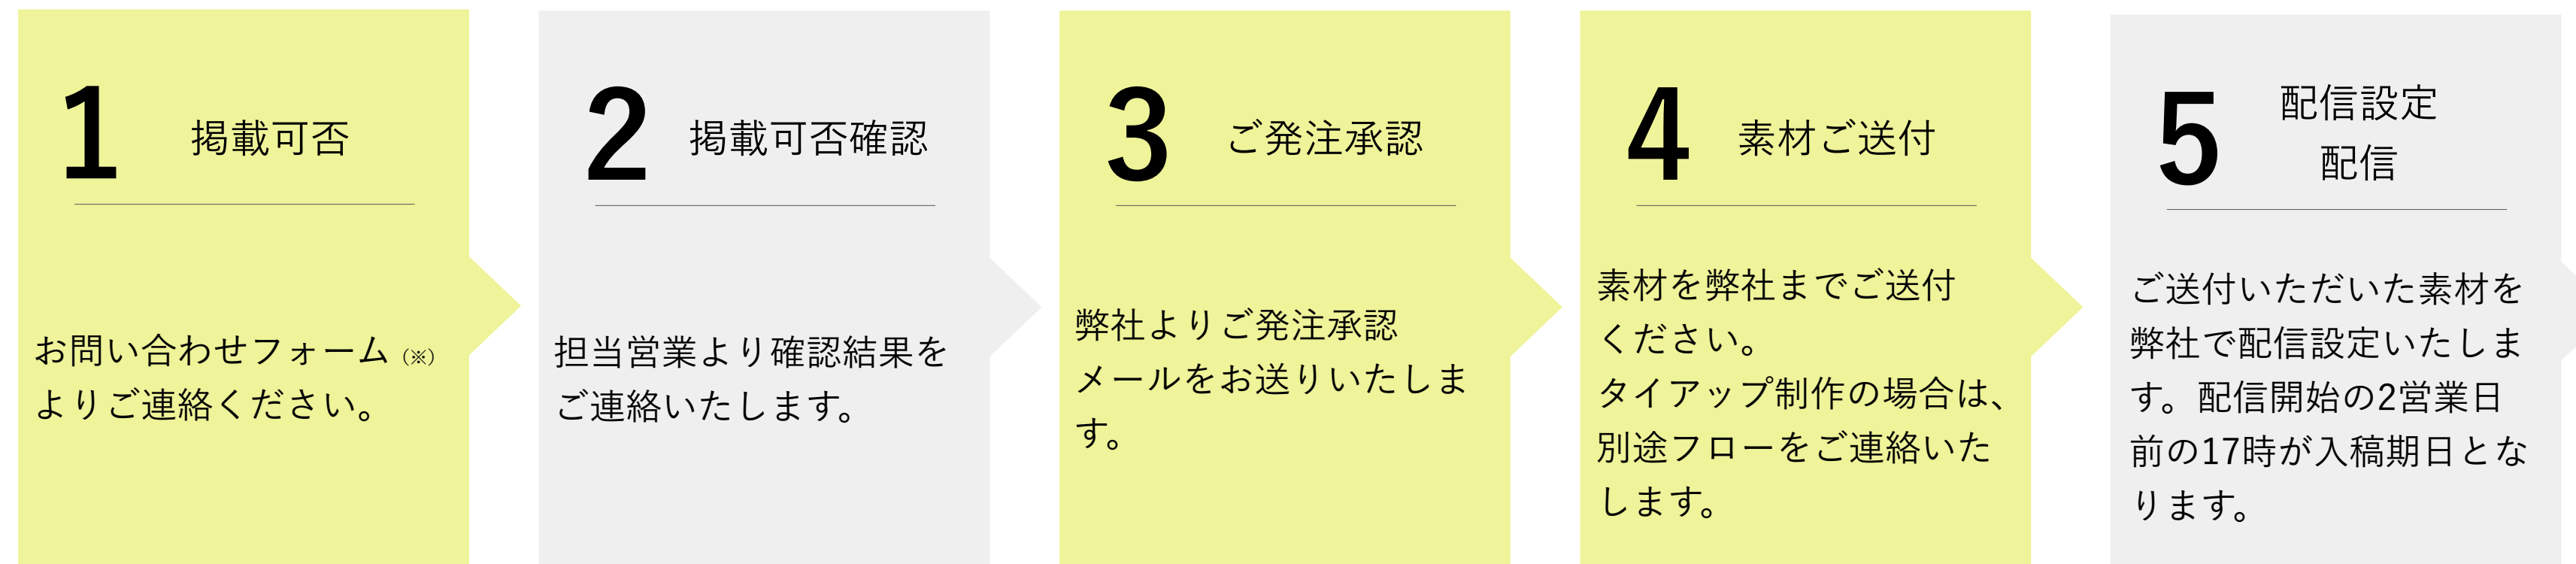 1 掲載可否
お問い合わせフォーム（※）
よりご連絡ください。
2 掲載可否確認
担当営業より確認結果を
ご連絡いたします。
3 ご発注承認
弊社よりご発注承認
メールをお送りいたしま
す。
4 素材ご送付
素材を弊社までご送付
ください。
タイアップ制作の場合は、
別途フローをご連絡いた
します。
5 配信設定
配信
ご送付いただいた素材を
弊社で配信設定いたしま
す。配信開始の2営業日
前の17時が入稿期日とな
ります。